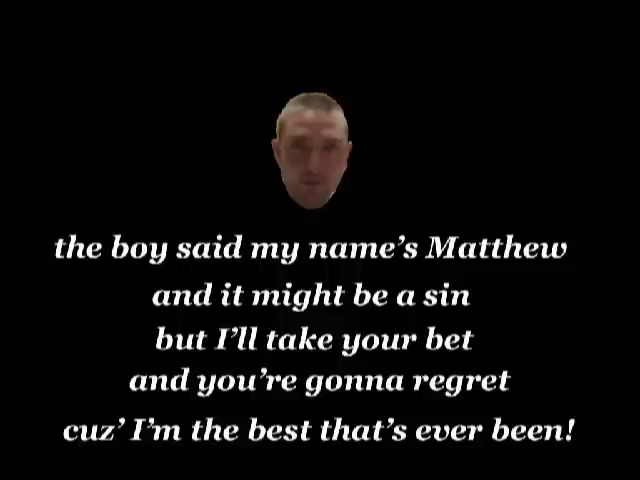 the boy said my name's Matthew
and it might be a sin
but I'll take your bet
and you're gonna regret
cuz' I'm the best that's ever been!